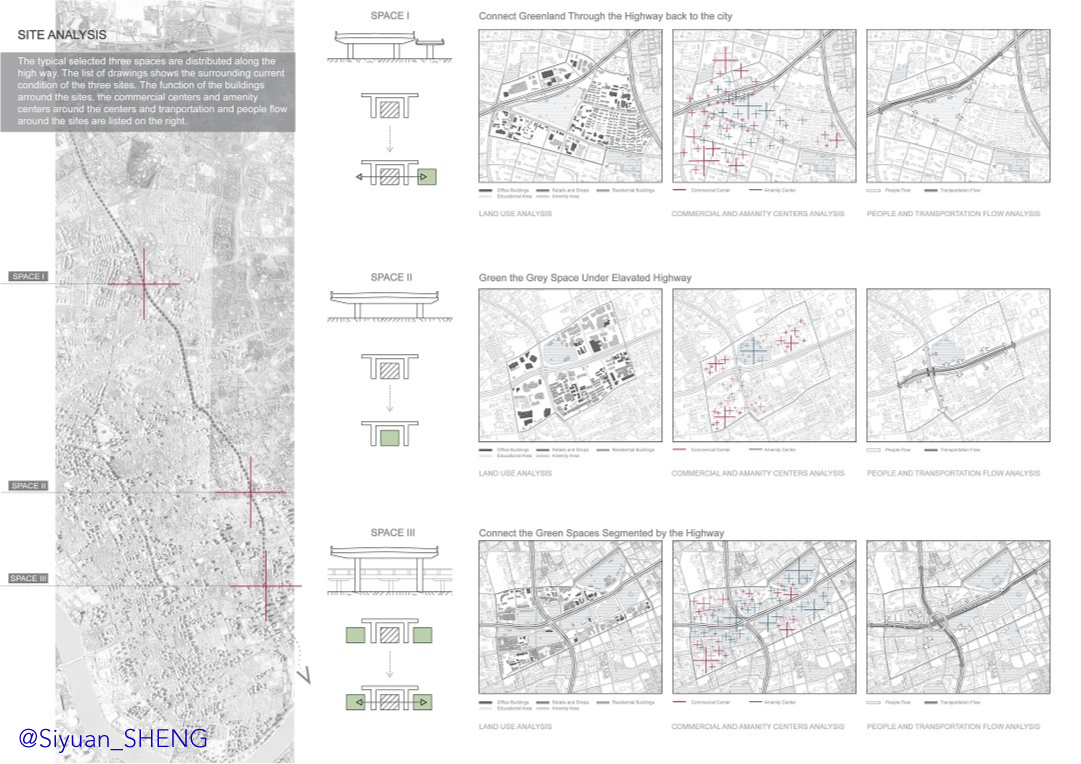 SITE ANALYSIS
The typical selected three spaces are distributed along the
high way. The list of drawings shows the surrounding current
condition of the three sites. The function of the buildings
arround the sites, the commercial centers and amenity
centers around the centers and tranportation and people flow
around the sites are listed on the right.
SPACE I
SPACE II
SPACE III
@Siyuan_SHENG
SPACE I
Connect Greenland Through the Highway back to the city
Office Buildings Retails and Shops Residential Buildings
Educational Area Amenity Area
Commercial Center Amenity Center
People Flow Transportation Flow
LAND USE ANALYSIS
COMMERCIAL AND AMANITY CENTERS ANALYSIS
PEOPLE AND TRANSPORTATION FLOW ANALYSIS
SPACE II
Green the Grey Space Under Elavated Highway
Office Buildings Retails and Shops Residential Buildings
Educational Area Amenity Area
Commercial Center Amenity Center
People Flow Transportation Flow
LAND USE ANALYSIS
COMMERCIAL AND AMANITY CENTERS ANALYSIS
PEOPLE AND TRANSPORTATION FLOW ANALYSIS
SPACE III
Connect the Green Spaces Segmented by the Highway
Office Buildings Retails and Shops Residential Buildings
Educational Area Amenity Area
Commercial Center Amenity Center
People Flow Transportation Flow
LAND USE ANALYSIS
COMMERCIAL AND AMANITY CENTERS ANALYSIS
PEOPLE AND TRANSPORTATION FLOW ANALYSIS